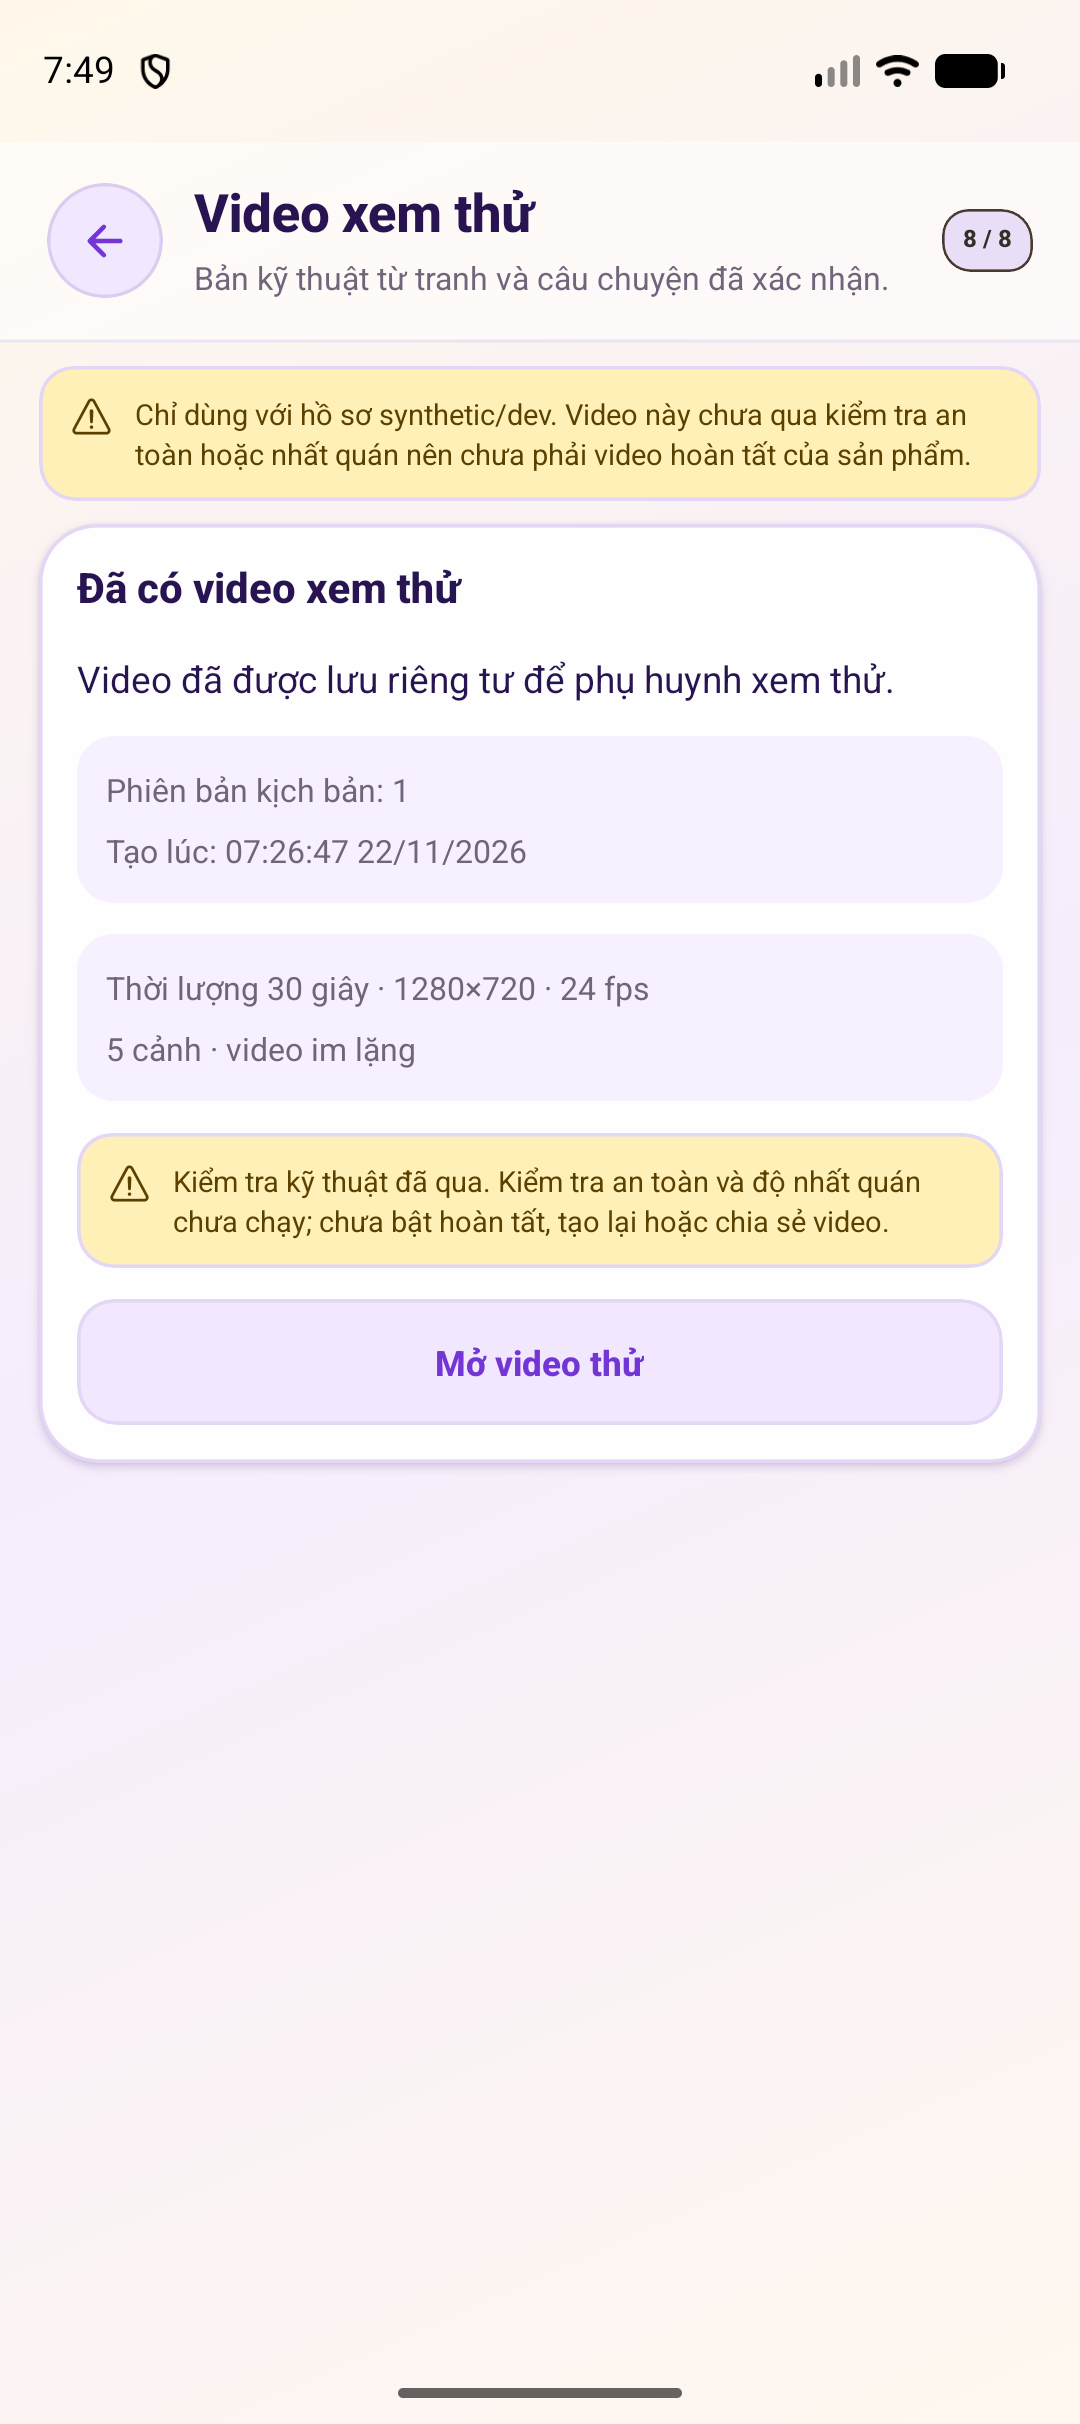 7:49
Video xem thử
Bản kỹ thuật từ tranh và câu chuyện đã xác nhận.
8 / 8
Chỉ dùng với hồ sơ synthetic/dev. Video này chưa qua kiểm tra an
toàn hoặc nhất quán nên chưa phải video hoàn tất của sản phẩm.
Đã có video xem thử
Video đã được lưu riêng tư để phụ huynh xem thử.
Phiên bản kịch bản: 1
Tạo lúc: 07:26:47 22/11/2026
Thời lượng 30 giây · 1280×720 · 24 fps
5 cảnh · video im lặng
Kiểm tra kỹ thuật đã qua. Kiểm tra an toàn và độ nhất quán
chưa chạy; chưa bật hoàn tất, tạo lại hoặc chia sẻ video.
Mở video thử